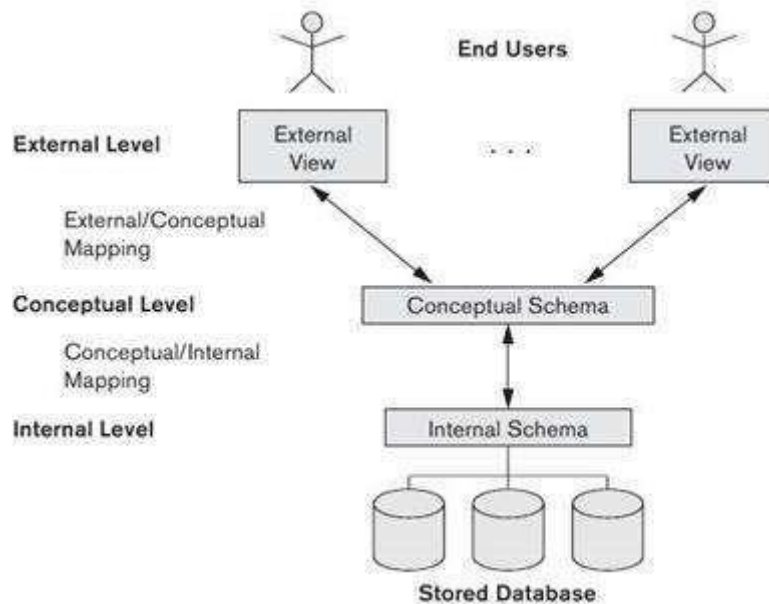 End Users
External Level
External
View
. . .
External
View
External/Conceptual
Mapping
Conceptual Level
Conceptual Schema
Conceptual/Internal
Mapping
Internal Level
Internal Schema
Stored Database